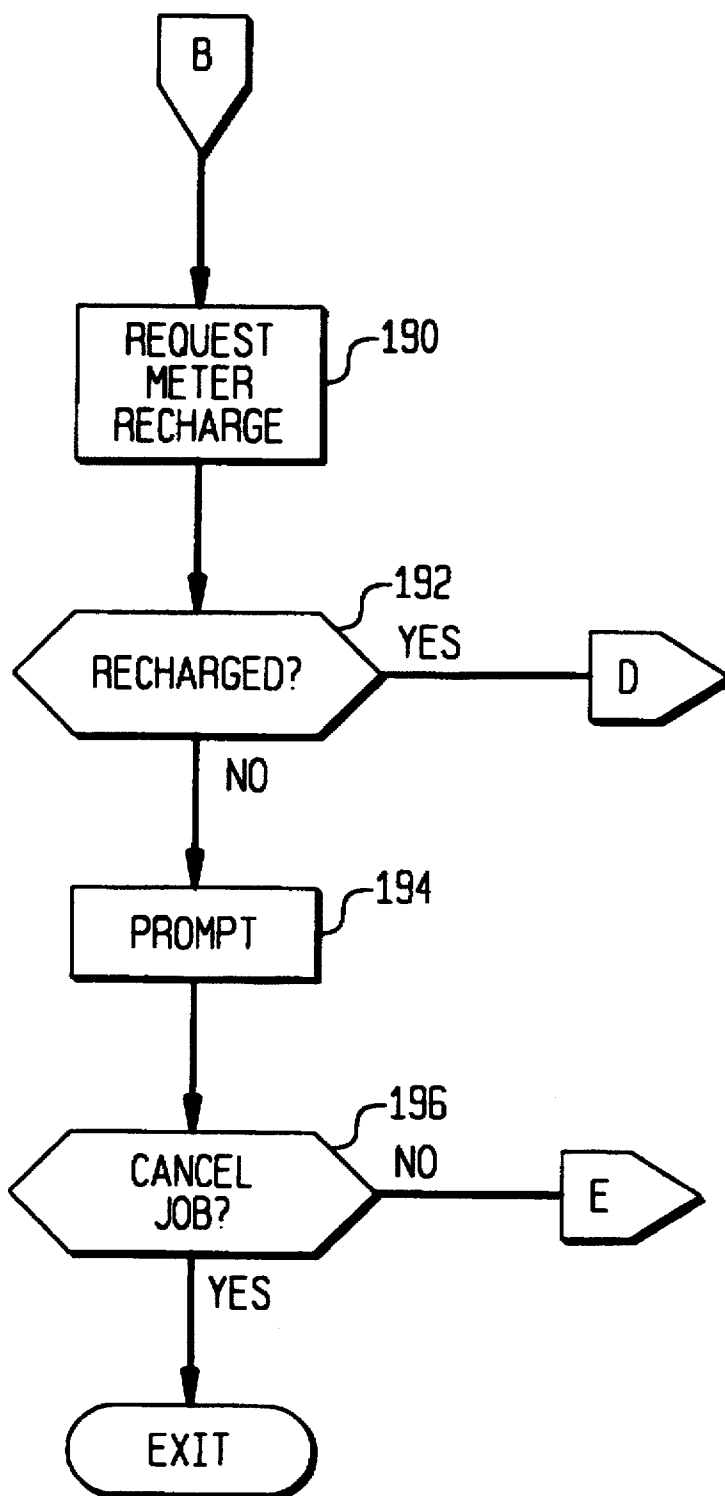 B
REQUEST
METER
RECHARGE
190
192
RECHARGED?
YES
D
NO
194
PROMPT
196
CANCEL
JOB?
NO
E
YES
EXIT